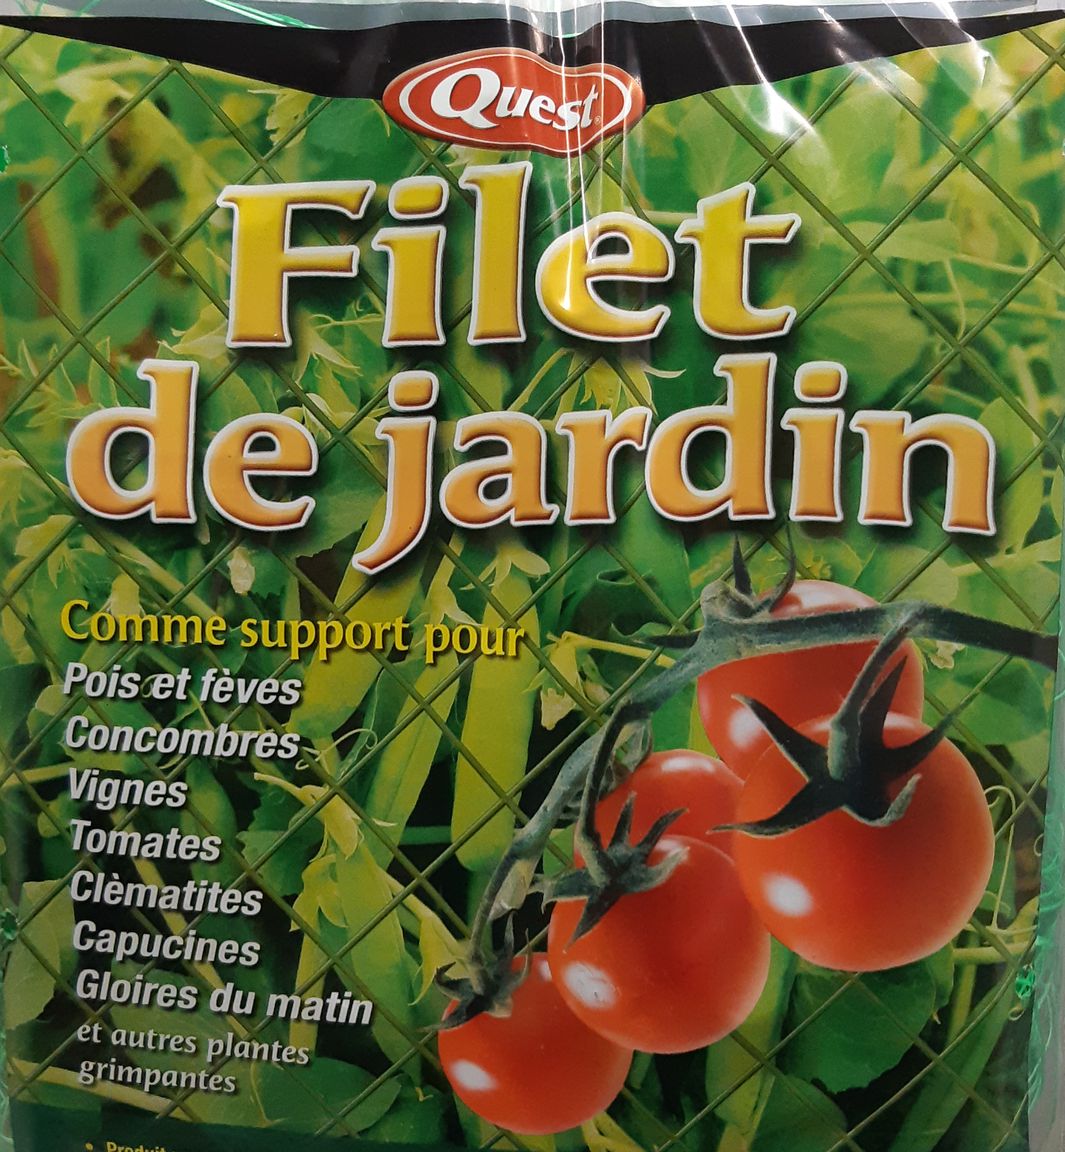 Quest
Filet
de jardin
Comme support pour
Pois et fèves
Concombres
Vignes
Tomates
Clèmatites
Capucines
Gloires du matin
et autres plantes
grimpantes